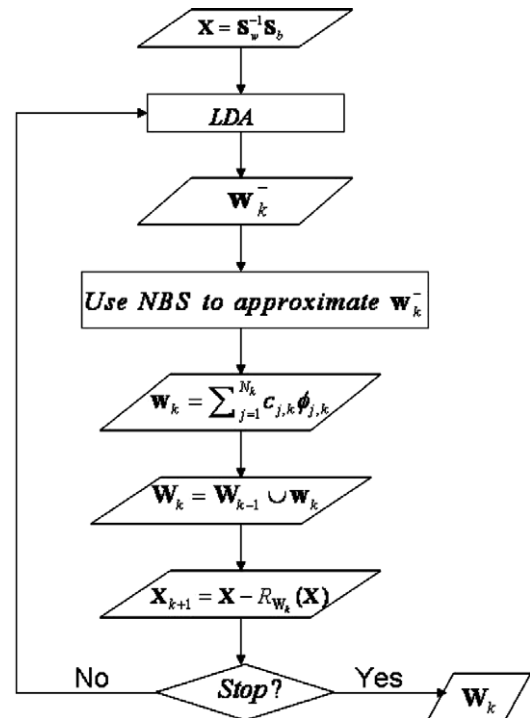 X = S_w^{-1} S_b
LDA
w_k^-
Use NBS to approximate w_k^-
w_k = ∑_{j=1}^{N_k} c_{j,k} ϕ_{j,k}
W_k = W_{k-1} ∪ w_k
X_{k+1} = X − R_{W_k}(X)
No
Stop?
Yes
W_k